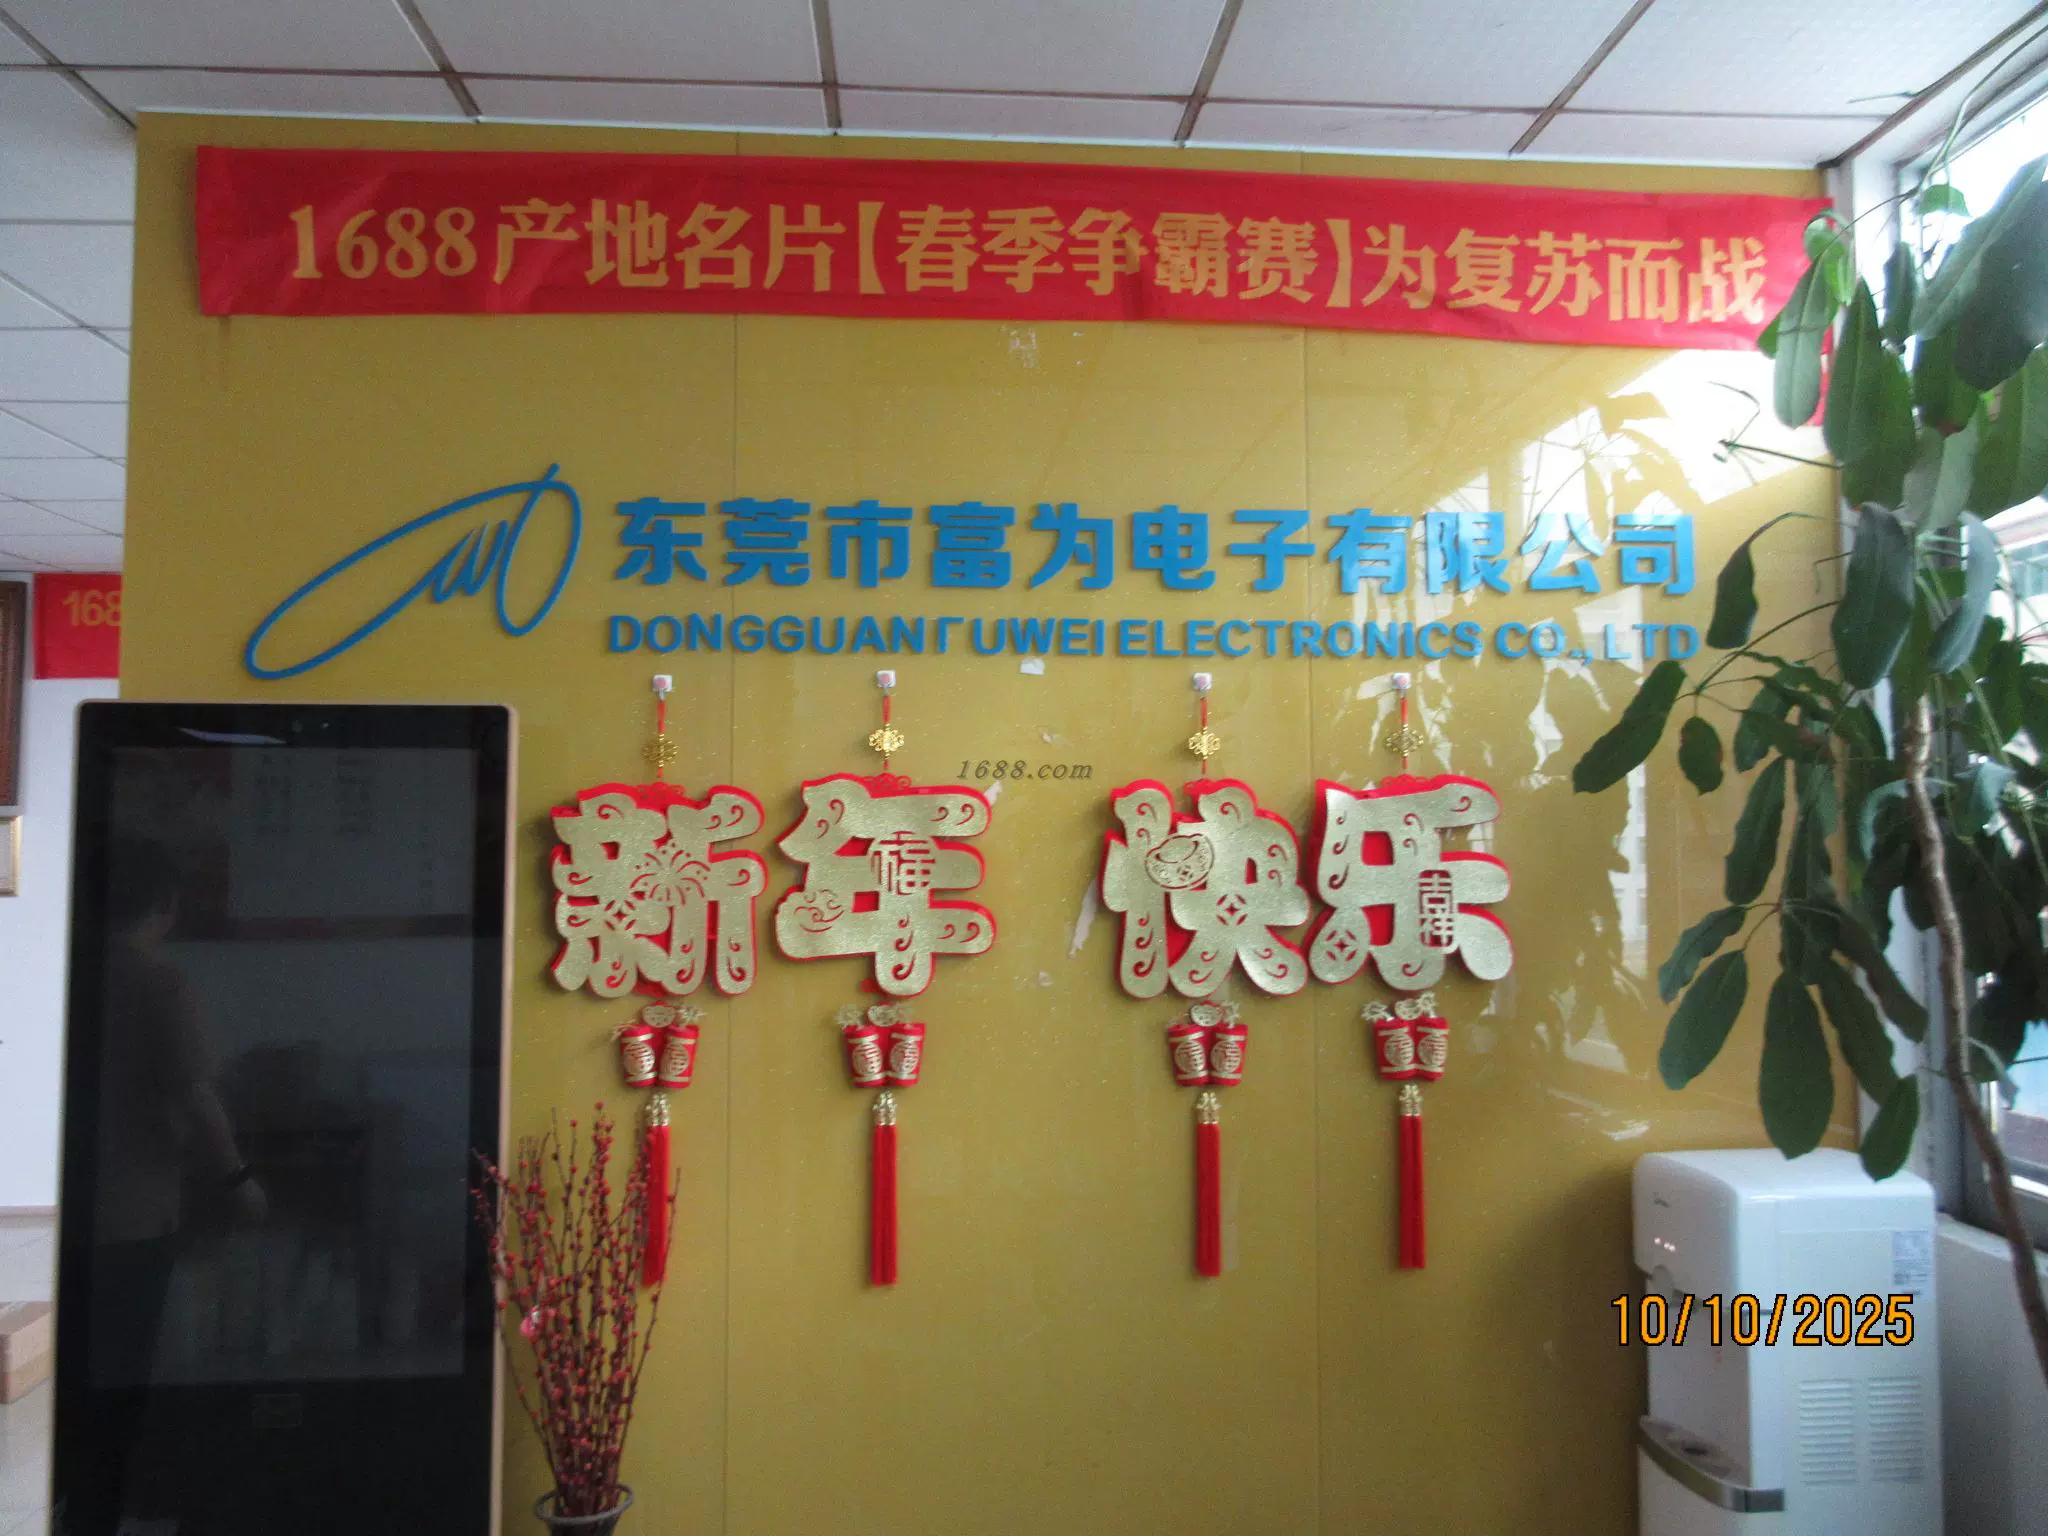 1688产地名片【春季争霸赛】为复苏而战
168
东莞市富为电子有限公司
DONGGUANFUWEI ELECTRONICS CO., LTD
1688.com
新年快乐
10/10/2025